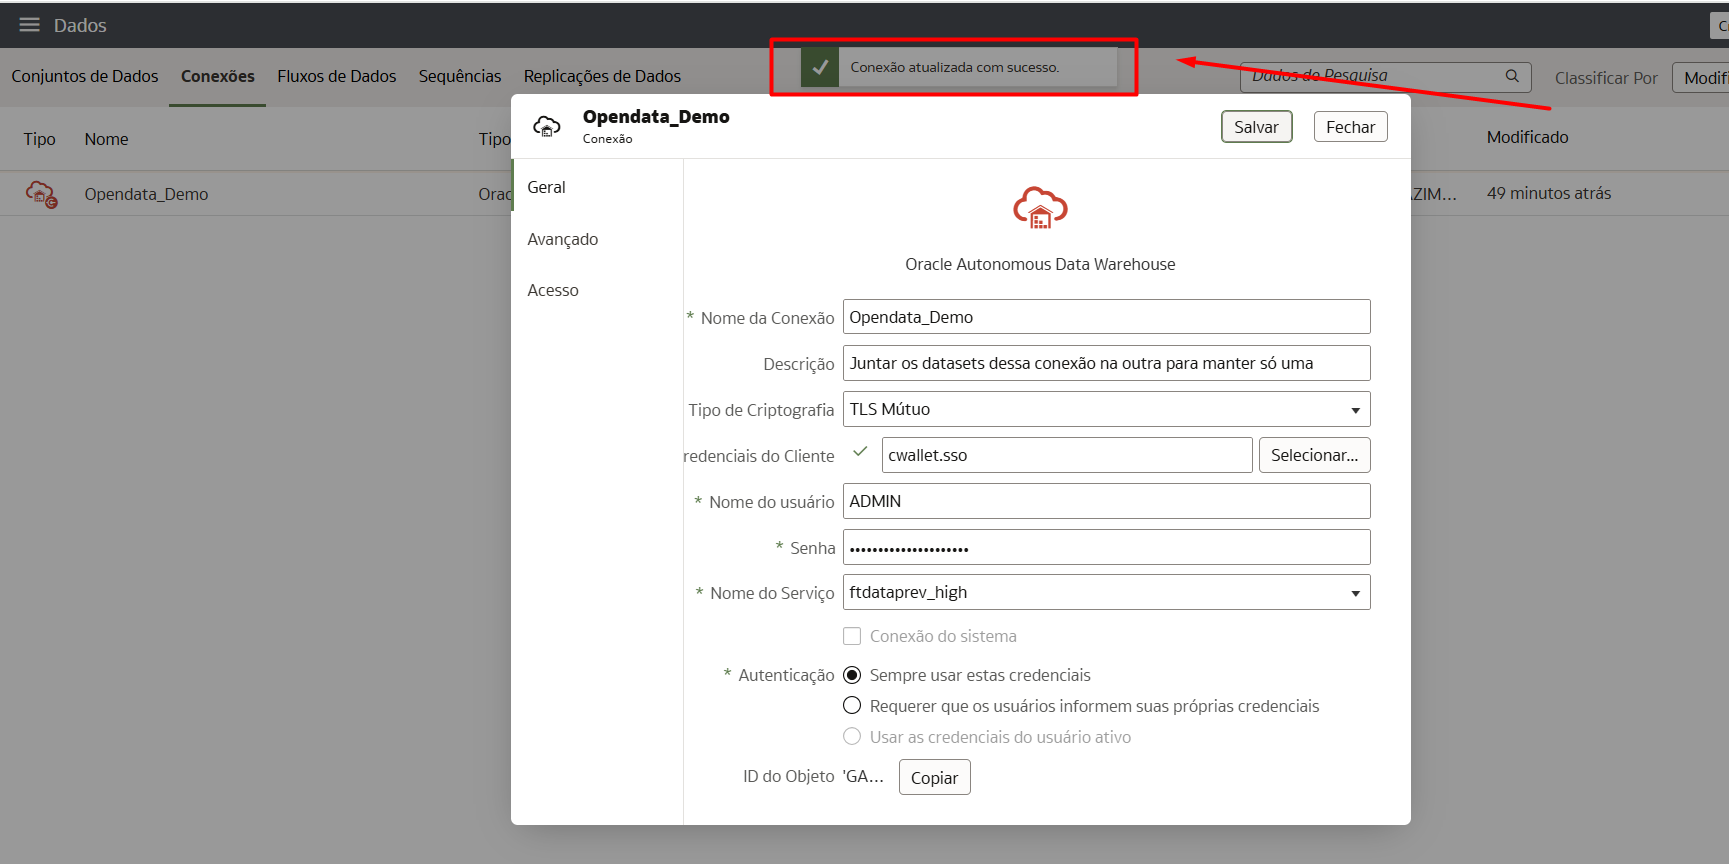 Dados
Conjuntos de Dados Conexões Fluxos de Dados Sequências Replicações de Dados
Conexão atualizada com sucesso.
Dados de Pesquisa
Classificar Por
Tipo Nome Tipo Modificado
Opendata_Demo 49 minutos atrás
Opendata_Demo
Conexão
Salvar Fechar
Geral
Avançado
Acesso
Oracle Autonomous Data Warehouse
* Nome da Conexão Opendata_Demo
Descrição Juntar os datasets dessa conexão na outra para manter só uma
Tipo de Criptografia TLS Mútuo
redenciais do Cliente cwallet.sso Selecionar...
* Nome do usuário ADMIN
* Senha •••••••••••••••••••••
* Nome do Serviço ftdataprev_high
Conexão do sistema
* Autenticação Sempre usar estas credenciais
Requerer que os usuários informem suas próprias credenciais
Usar as credenciais do usuário ativo
ID do Objeto 'GA... Copiar